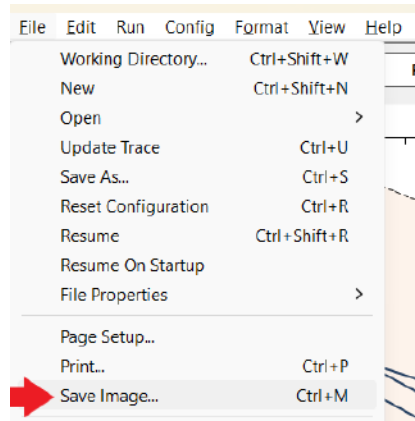 File Edit Run Config Format View Help
Working Directory... Ctrl+Shift+W
New Ctrl+Shift+N
Open >
Update Trace Ctrl+U
Save As... Ctrl+S
Reset Configuration Ctrl+R
Resume Ctrl+Shift+R
Resume On Startup
File Properties >
Page Setup...
Print... Ctrl+P
Save Image... Ctrl+M